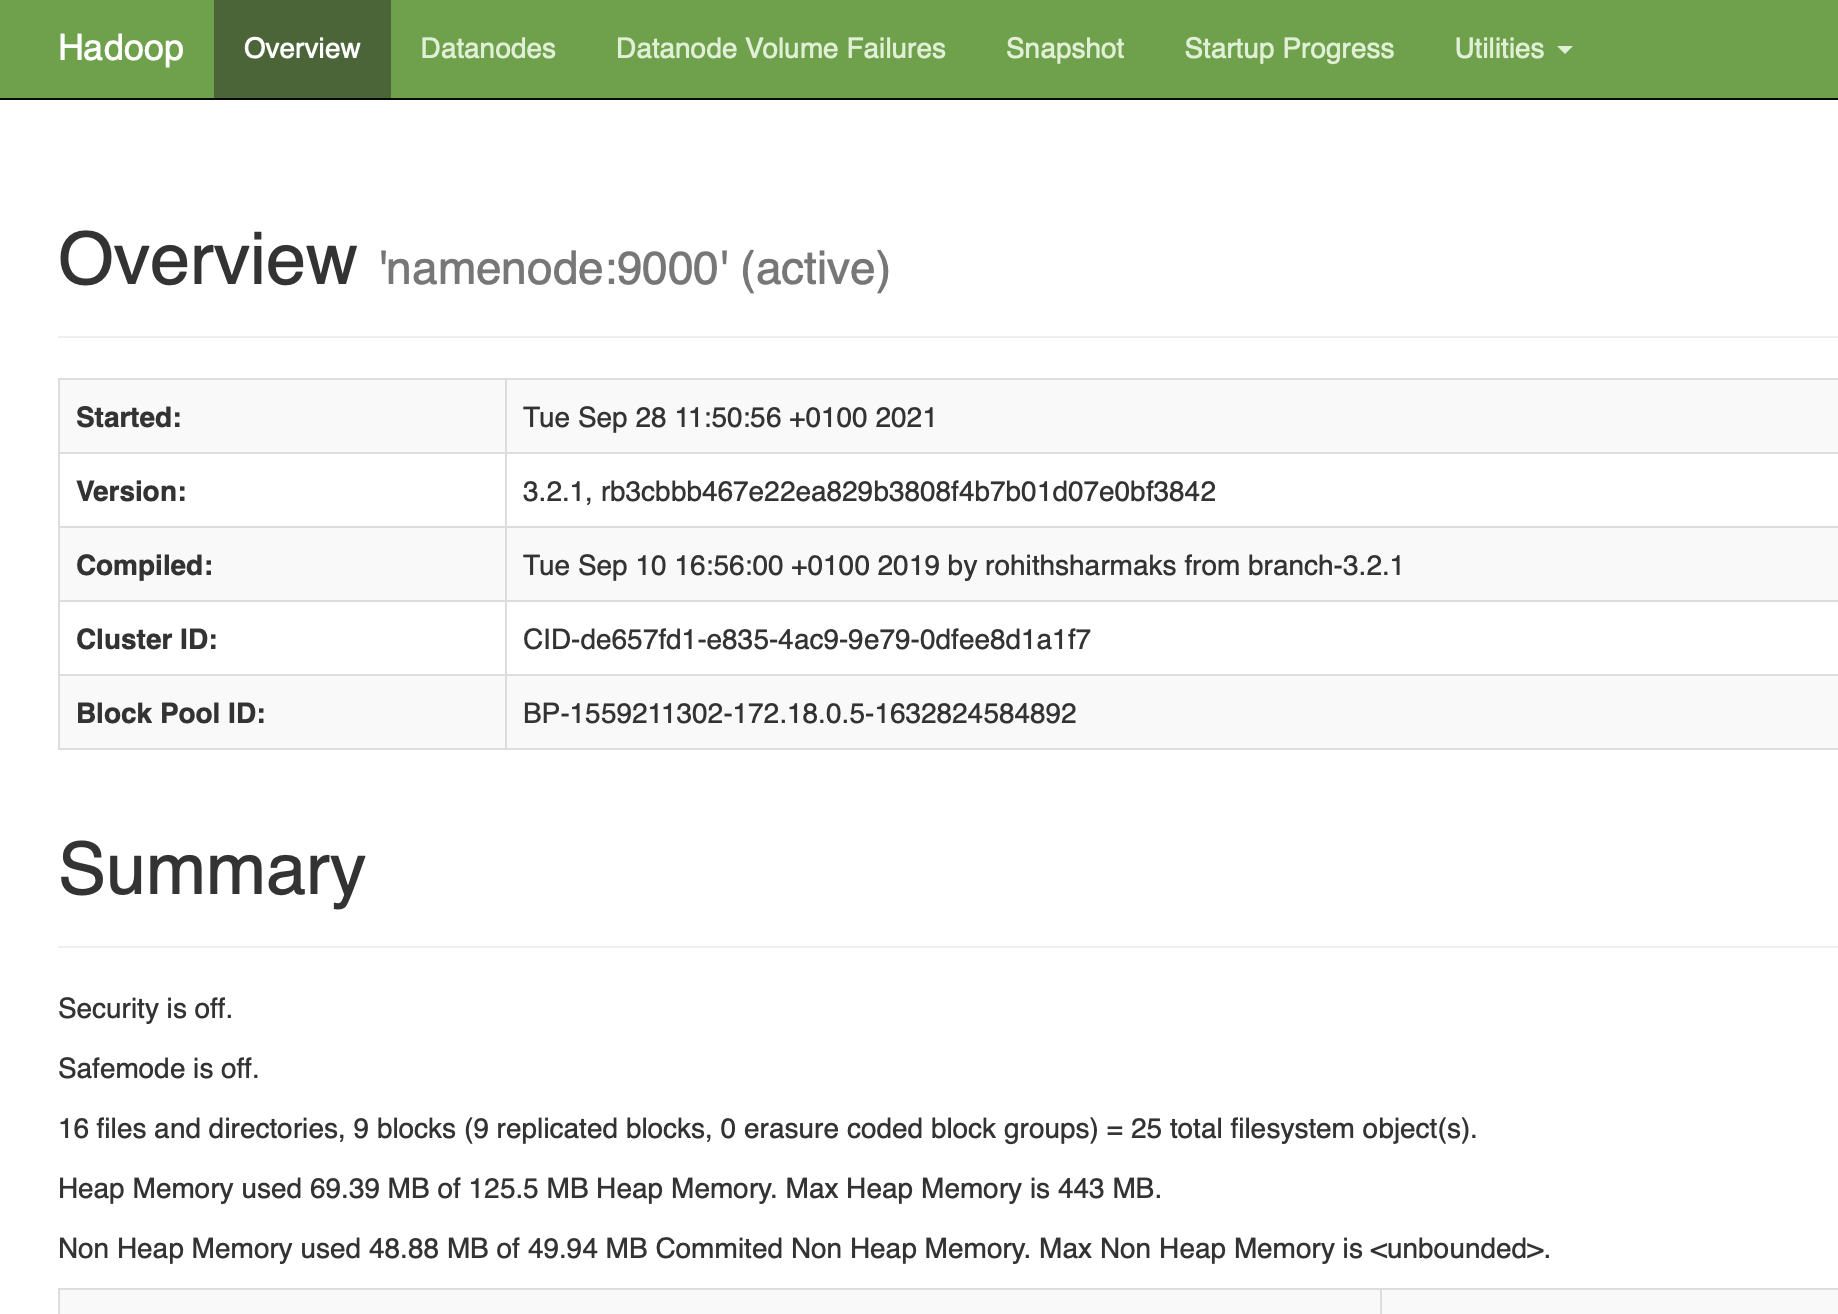 Hadoop Overview Datanodes Datanode Volume Failures Snapshot Startup Progress Utilities
Overview 'namenode:9000' (active)
Started: Tue Sep 28 11:50:56 +0100 2021
Version: 3.2.1, rb3cbbb467e22ea829b3808f4b7b01d07e0bf3842
Compiled: Tue Sep 10 16:56:00 +0100 2019 by rohithsharmaks from branch-3.2.1
Cluster ID: CID-de657fd1-e835-4ac9-9e79-0dfee8d1a1f7
Block Pool ID: BP-1559211302-172.18.0.5-1632824584892
Summary
Security is off.
Safemode is off.
16 files and directories, 9 blocks (9 replicated blocks, 0 erasure coded block groups) = 25 total filesystem object(s).
Heap Memory used 69.39 MB of 125.5 MB Heap Memory. Max Heap Memory is 443 MB.
Non Heap Memory used 48.88 MB of 49.94 MB Commited Non Heap Memory. Max Non Heap Memory is <unbounded>.